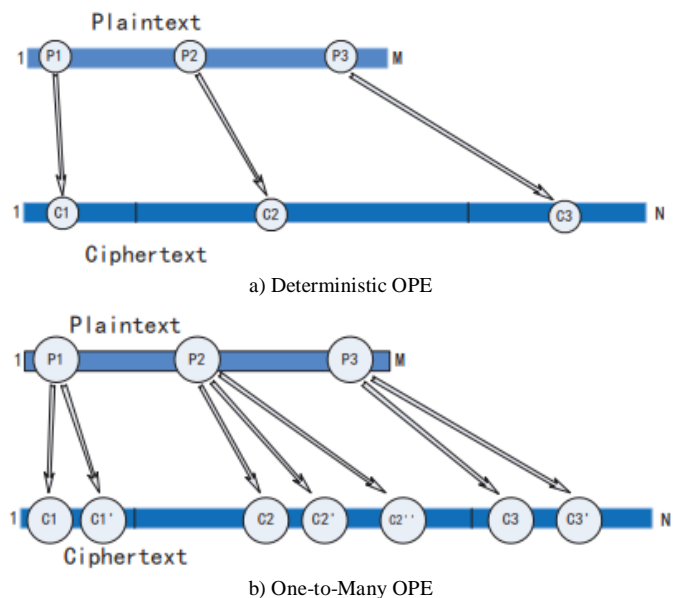 Plaintext
1 P1 P2 P3 M
1 C1 C2 C3 N
Ciphertext
a) Deterministic OPE
Plaintext
1 P1 P2 P3 M
1 C1 C1' C2 C2' C2'' C3 C3' N
Ciphertext
b) One-to-Many OPE